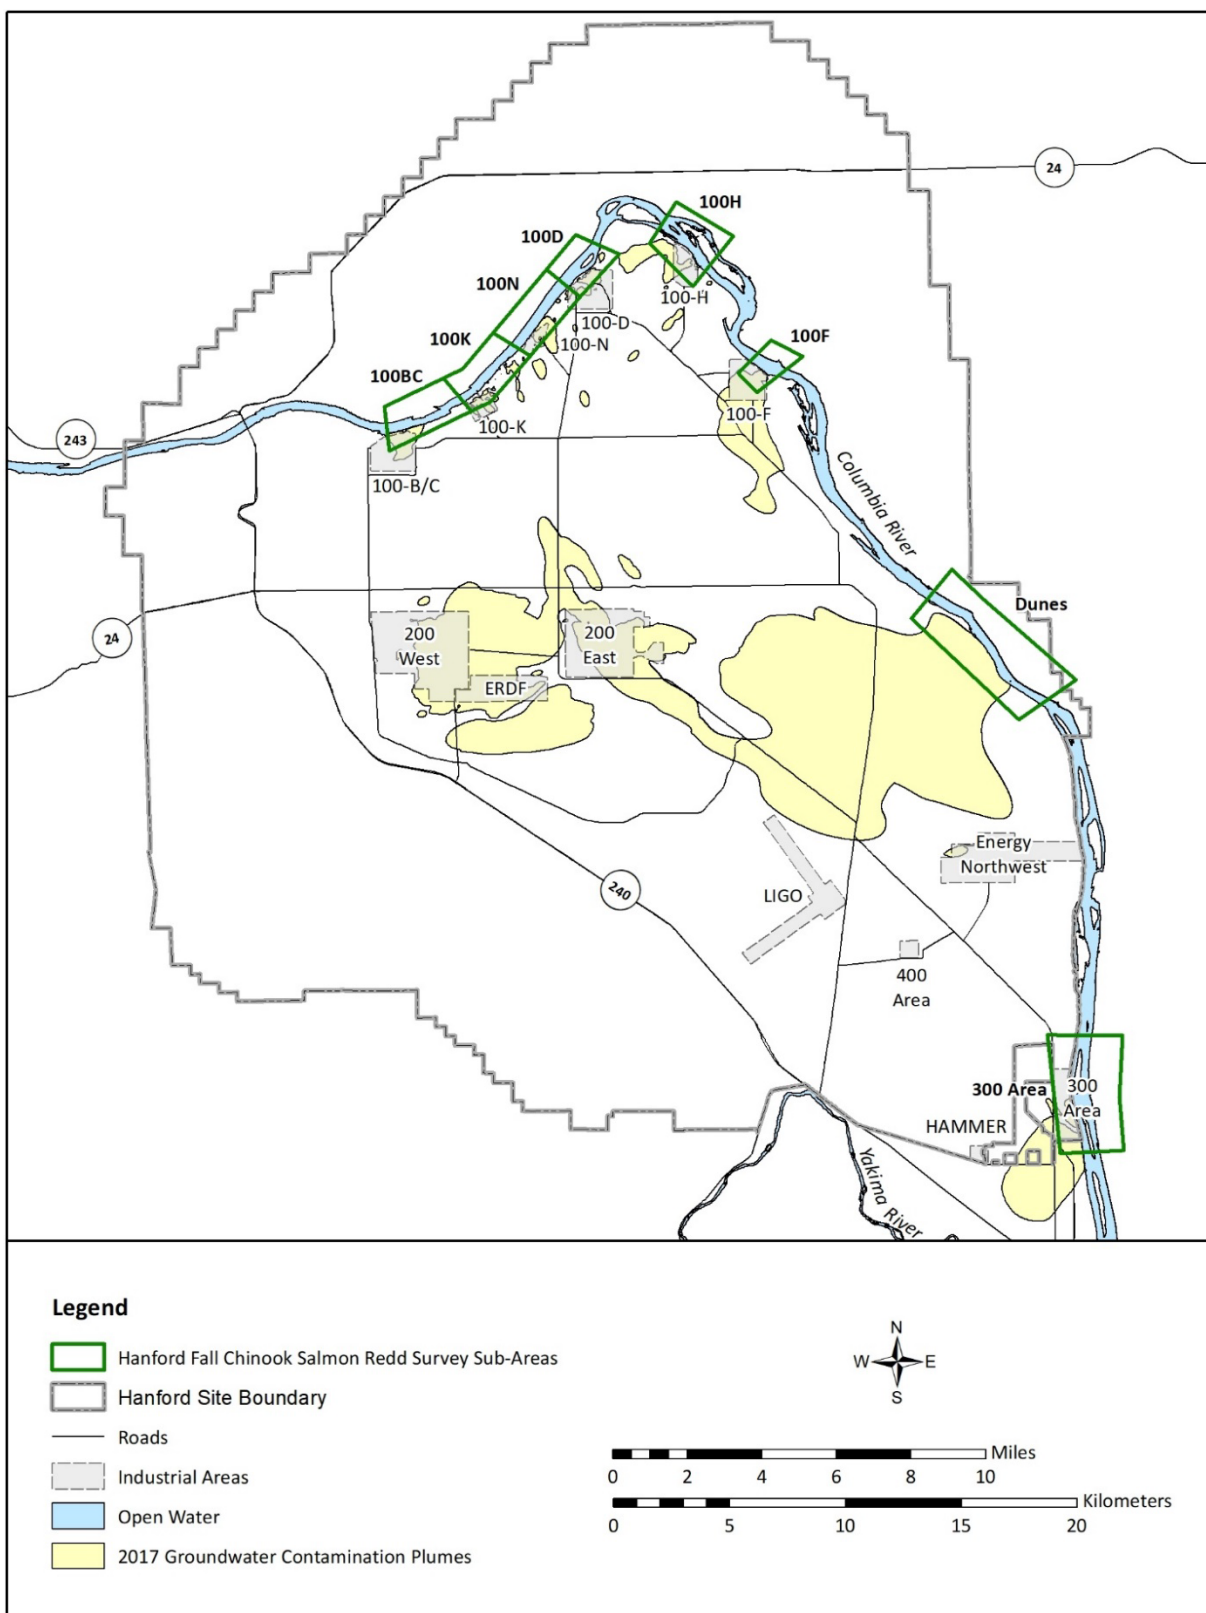 24
100H
100D
100N
100-H
100-D
100F
100K
100-N
100BC
100-F
100-K
243
100-B/C
Columbia River
Dunes
24
200
West
200
East
ERDF
Energy
Northwest
240
LIGO
400
Area
300 Area
300
Area
HAMMER
Yakima River
Legend
Hanford Fall Chinook Salmon Redd Survey Sub-Areas
Hanford Site Boundary
Roads
Industrial Areas
Open Water
2017 Groundwater Contamination Plumes
N
W E
S
Miles
0 2 4 6 8 10
Kilometers
0 5 10 15 20